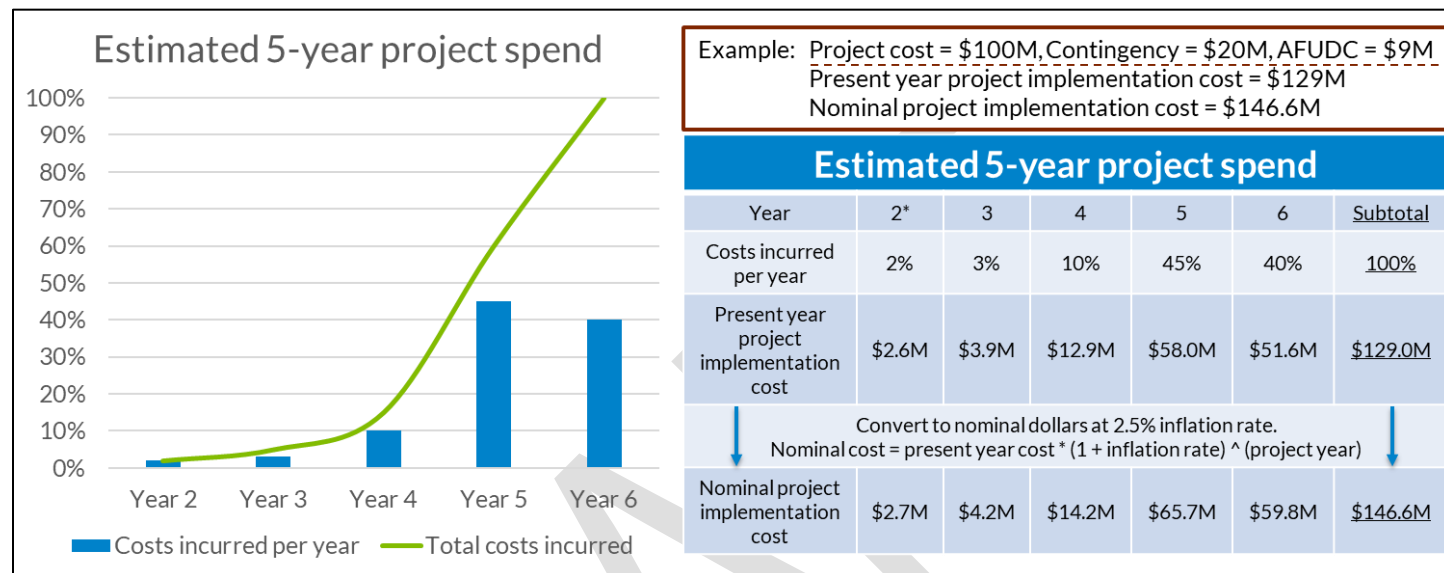 Estimated 5-year project spend
100%
90%
80%
70%
60%
50%
40%
30%
20%
10%
0%
Year 2 Year 3 Year 4 Year 5 Year 6
Costs incurred per year Total costs incurred
Example: Project cost = $100M, Contingency = $20M, AFUDC = $9M
Present year project implementation cost = $129M
Nominal project implementation cost = $146.6M
Estimated 5-year project spend
Year 2* 3 4 5 6 Subtotal
Costs incurred
per year 2% 3% 10% 45% 40% 100%
Present year
project
implementation
cost $2.6M $3.9M $12.9M $58.0M $51.6M $129.0M
Convert to nominal dollars at 2.5% inflation rate.
Nominal cost = present year cost * (1 + inflation rate) ^ (project year)
Nominal project
implementation
cost $2.7M $4.2M $14.2M $65.7M $59.8M $146.6M